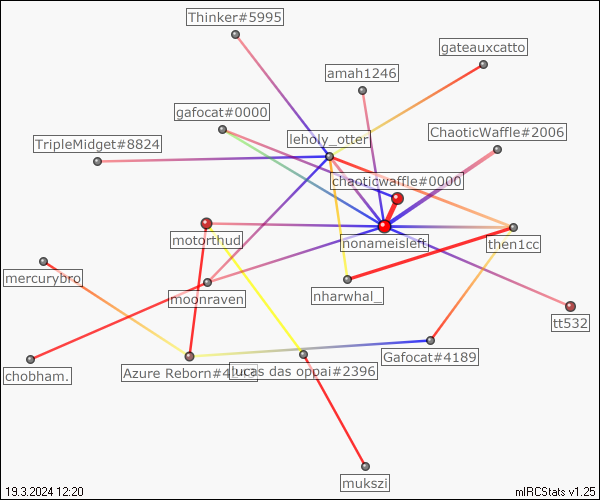 Thinker#5995
gateauxcatto
amah1246
gafocat#0000
ChaoticWaffle#2006
leholy_otter
TripleMidget#8824
chaoticwaffle#0000
motorthud
nonameisleft
then1cc
mercurybro
moonraven
nharwhal_
tt532
Gafocat#4189
chobham.
Azure Reborn
lucas das oppai#2396
mukszi
19.3.2024 12:20
mIRCStats v1.25